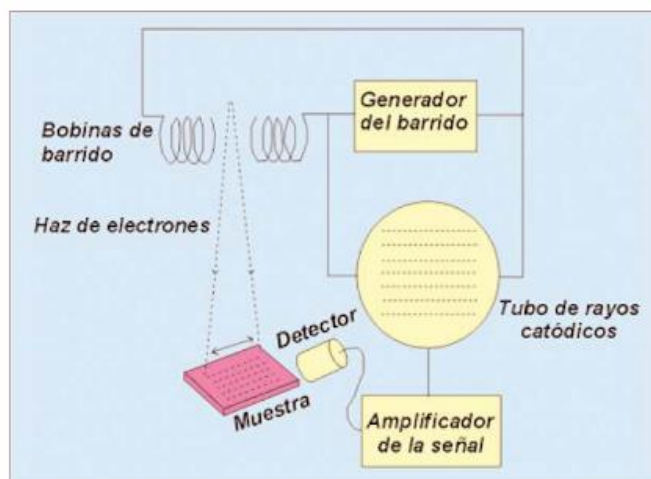 Generador
del barrido
Bobinas de
barrido
Haz de electrones
Tubo de rayos
catódicos
Detector
Muestra
Amplificador
de la señal